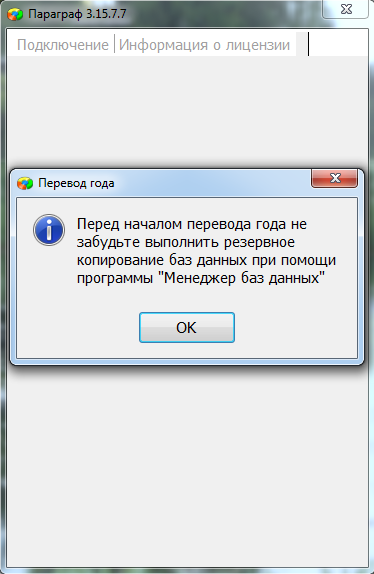 Параграф 3.15.7.7
Подключение Информация о лицензии
Перевод года
Перед началом перевода года не
забудьте выполнить резервное
копирование баз данных при помощи
программы "Менеджер баз данных"
OK